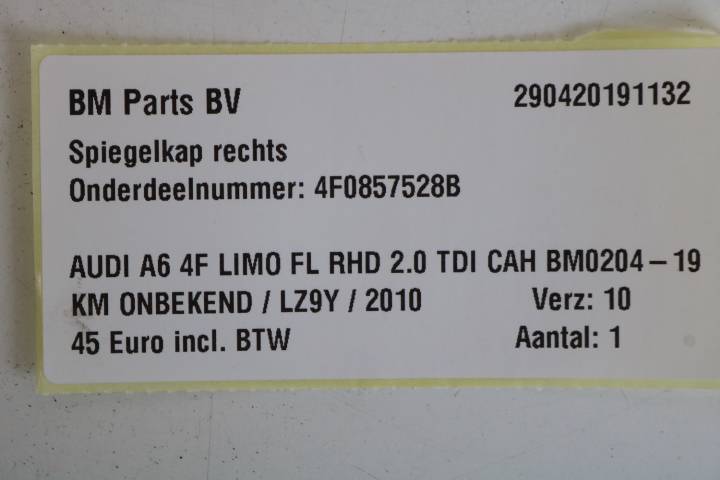 BM Parts BV 290420191132
Spiegelkap rechts
Onderdeelnummer: 4F0857528B
AUDI A6 4F LIMO FL RHD 2.0 TDI CAH BM0204-19
KM ONBEKEND / LZ9Y / 2010 Verz: 10
45 Euro incl. BTW Aantal: 1